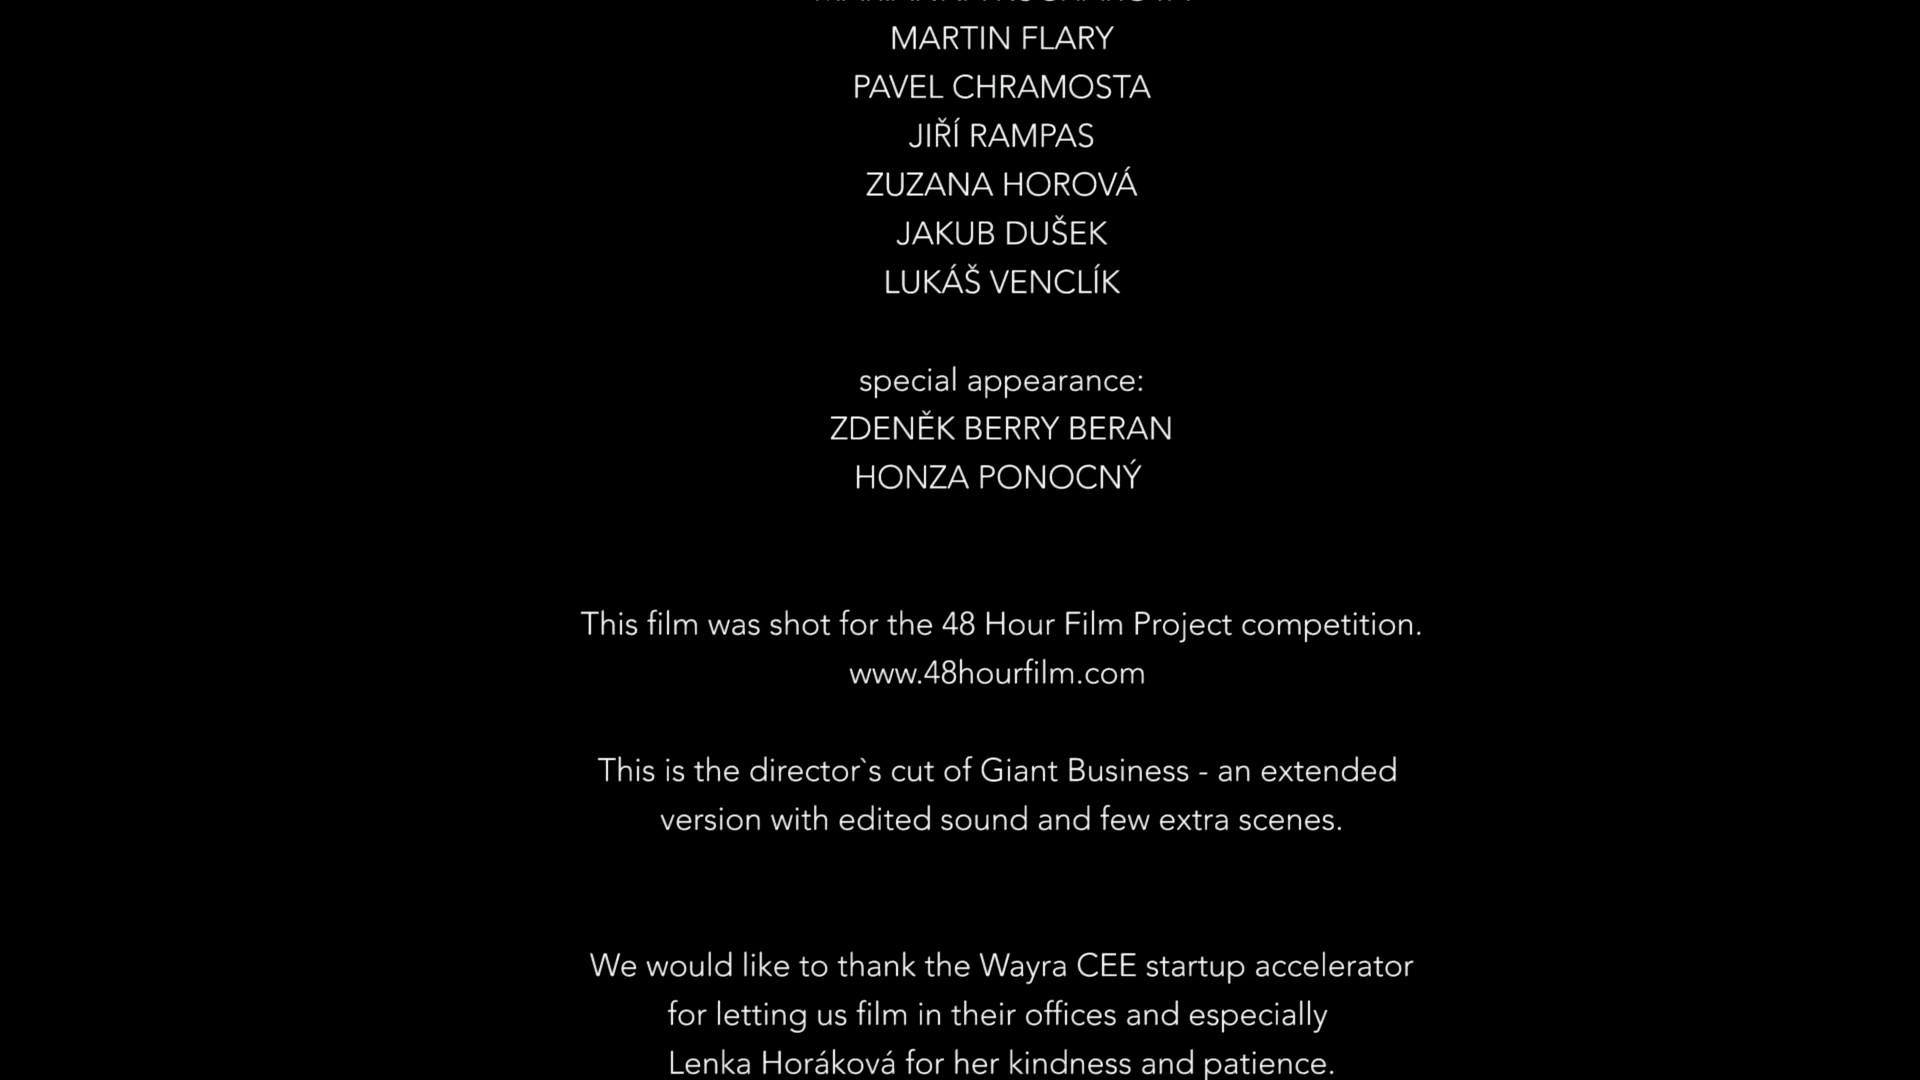 MARTIN FLARY
PAVEL CHRAMOSTA
JIŘÍ RAMPAS
ZUZANA HOROVÁ
JAKUB DUŠEK
LUKÁŠ VENCLÍK
special appearance:
ZDENĚK BERRY BERAN
HONZA PONOCNÝ
This film was shot for the 48 Hour Film Project competition.
www.48hourfilm.com
This is the director`s cut of Giant Business - an extended
version with edited sound and few extra scenes.
We would like to thank the Wayra CEE startup accelerator
for letting us film in their offices and especially
Lenka Horáková for her kindness and patience.